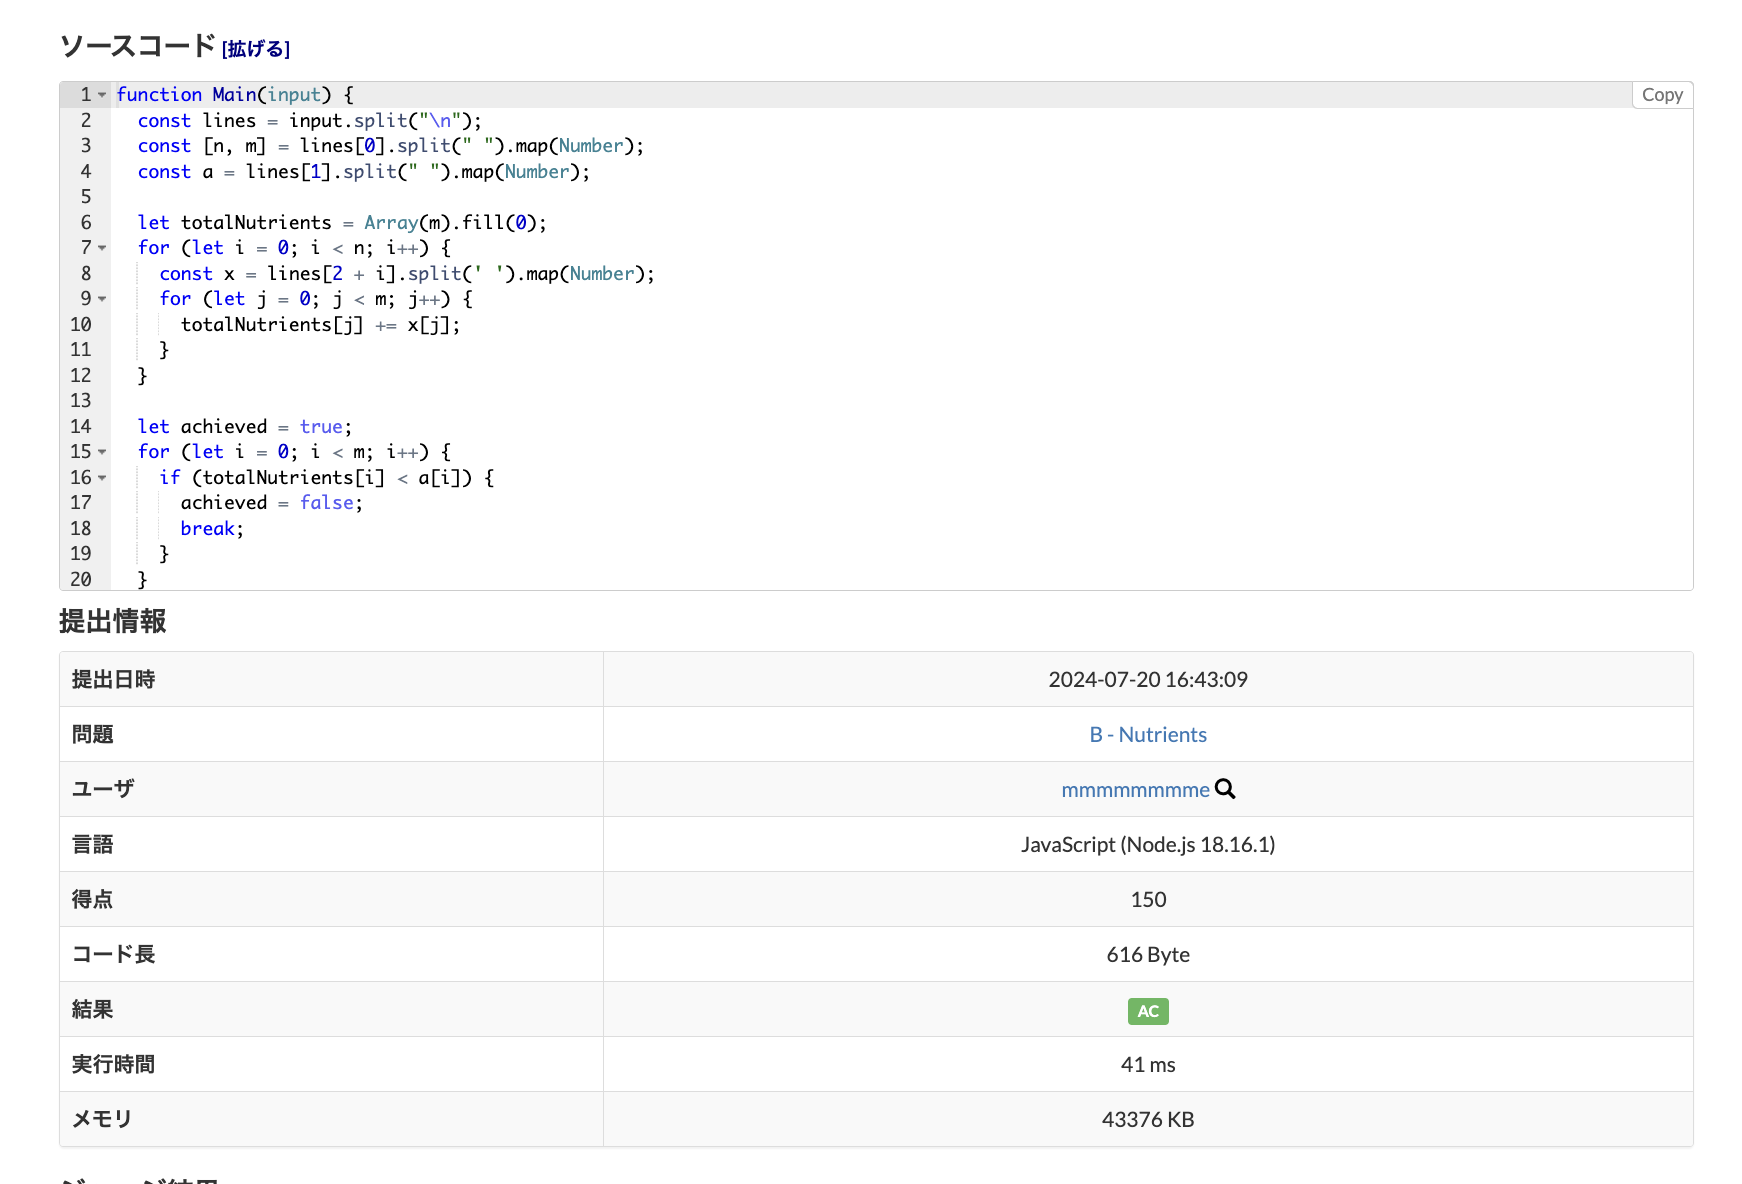 ソースコード [拡げる]
Copy
1 function Main(input) {
2   const lines = input.split("\n");
3   const [n, m] = lines[0].split(" ").map(Number);
4   const a = lines[1].split(" ").map(Number);
5
6   let totalNutrients = Array(m).fill(0);
7   for (let i = 0; i < n; i++) {
8     const x = lines[2 + i].split(' ').map(Number);
9     for (let j = 0; j < m; j++) {
10       totalNutrients[j] += x[j];
11     }
12   }
13
14   let achieved = true;
15   for (let i = 0; i < m; i++) {
16     if (totalNutrients[i] < a[i]) {
17       achieved = false;
18       break;
19     }
20   }
提出情報
提出日時 2024-07-20 16:43:09
問題 B - Nutrients
ユーザ mmmmmmmmme
言語 JavaScript (Node.js 18.16.1)
得点 150
コード長 616 Byte
結果 AC
実行時間 41 ms
メモリ 43376 KB